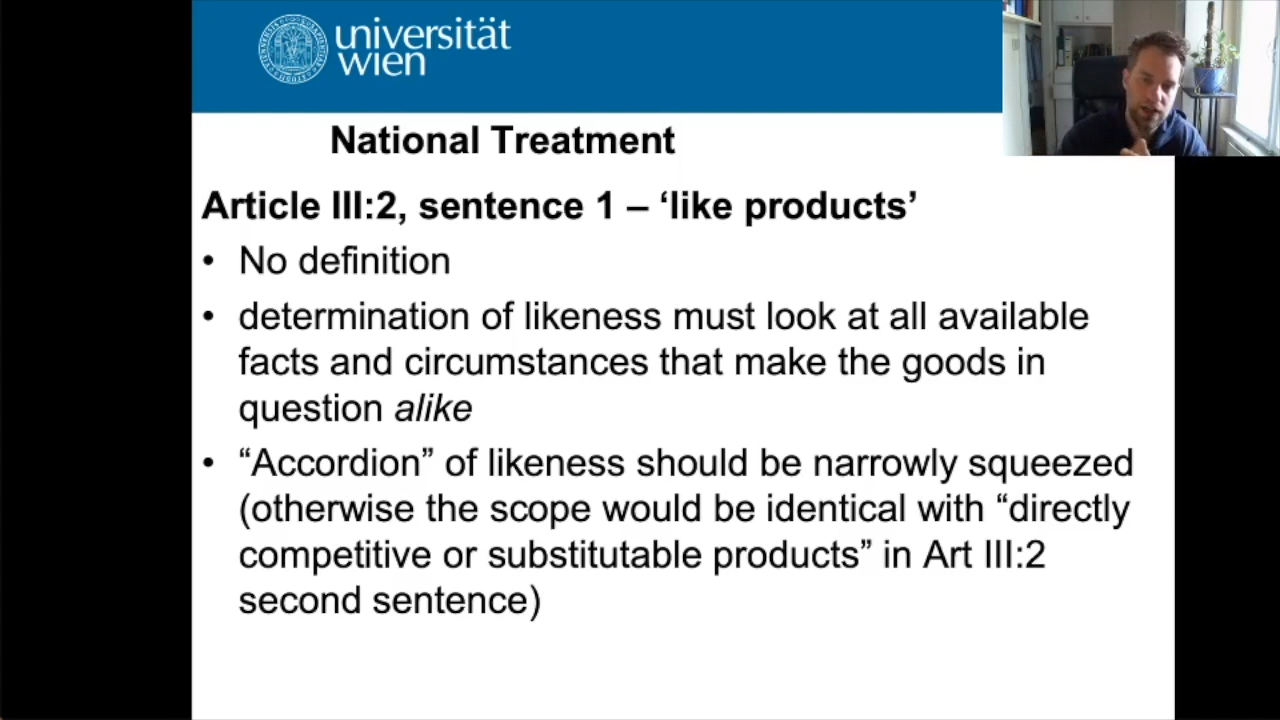 universität
wien
National Treatment
Article III:2, sentence 1 – ‘like products’
• No definition
• determination of likeness must look at all available
facts and circumstances that make the goods in
question alike
• “Accordion” of likeness should be narrowly squeezed
(otherwise the scope would be identical with “directly
competitive or substitutable products” in Art III:2
second sentence)